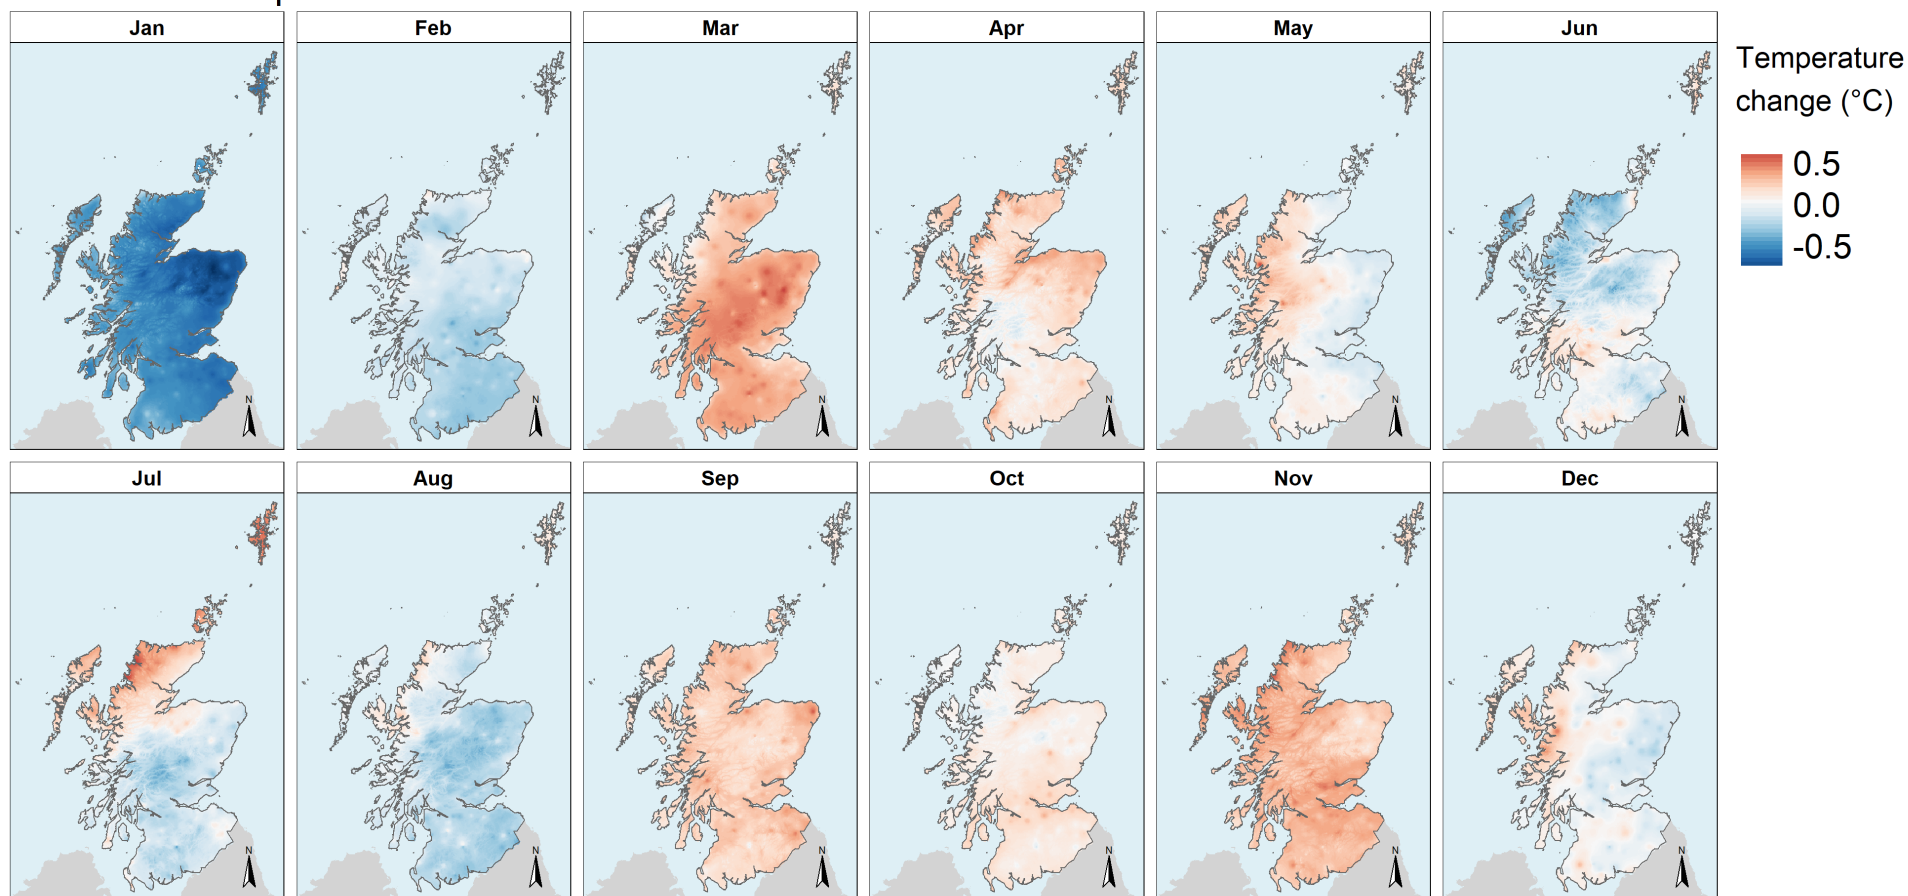 Jan Feb Mar Apr May Jun
Temperature
change (°C)
0.5
0.0
-0.5
N N N N N N
Jul Aug Sep Oct Nov Dec
N N N N N N